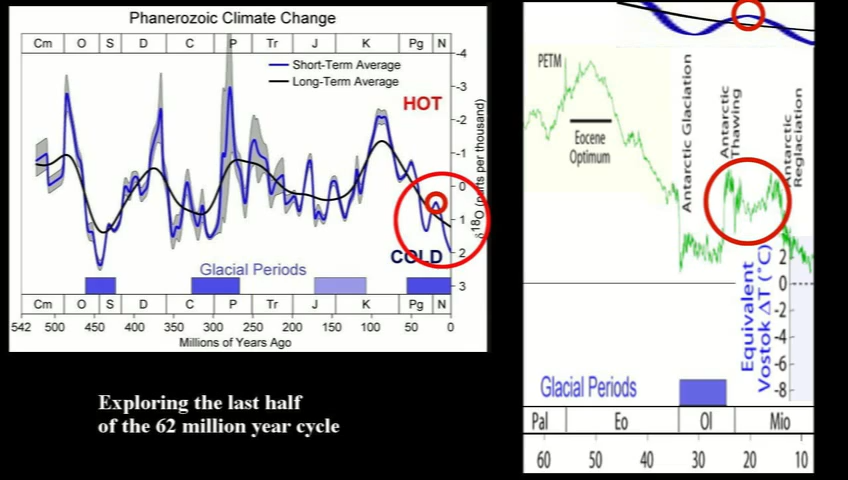 Phanerozoic Climate Change
Cm O S D C P Tr J K Pg N
Short-Term Average
Long-Term Average
HOT
-4
-3
-2
-1
0
1
2
3
δ18O (parts per thousand)
COLD
Glacial Periods
Cm O S D C P Tr J K Pg N
542 500 450 400 350 300 250 200 150 100 50 0
Millions of Years Ago
Exploring the last half
of the 62 million year cycle
PETM
Eocene
Optimum
Antarctic Glaciation
Antarctic
Thawing
Antarctic
Reglaciation
Equivalent
Vostok ΔT (°C)
2
0
-2
-4
-6
-8
Glacial Periods
Pal Eo Ol Mio
60 50 40 30 20 10